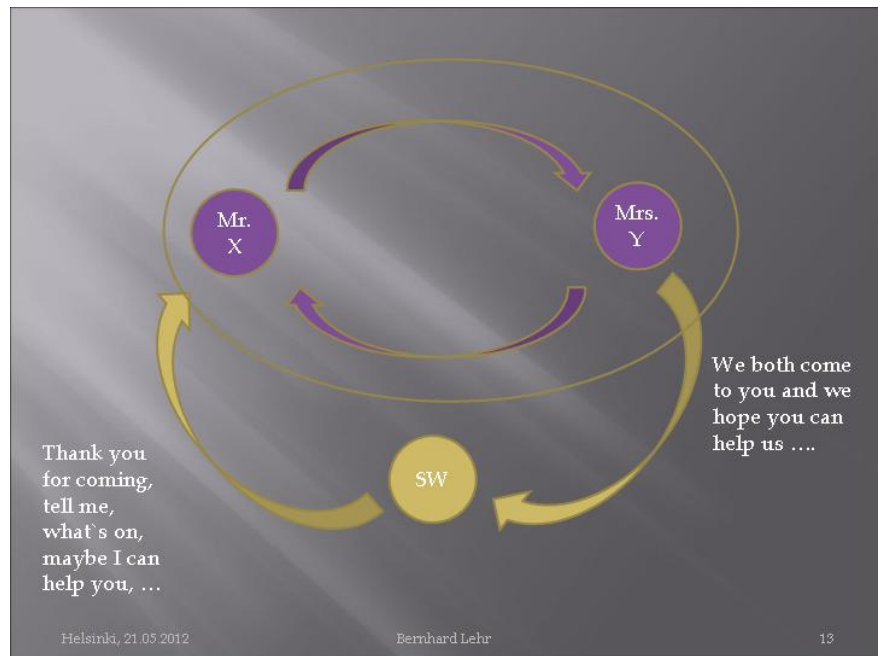 Mr.
X
Mrs.
Y
We both come
to you and we
hope you can
help us ….
SW
Thank you
for coming,
tell me,
what`s on,
maybe I can
help you, …
Helsinki, 21.05.2012
Bernhard Lehr
13